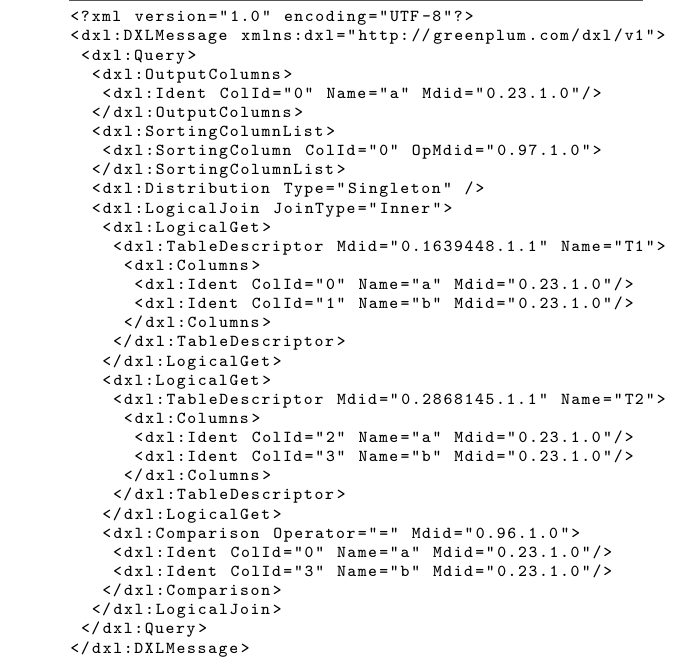 <?xml version="1.0" encoding="UTF-8"?>
<dxl:DXLMessage xmlns:dxl="http://greenplum.com/dxl/v1">
<dxl:Query>
<dxl:OutputColumns>
<dxl:Ident ColId="0" Name="a" Mdid="0.23.1.0"/>
</dxl:OutputColumns>
<dxl:SortingColumnList>
<dxl:SortingColumn ColId="0" OpMdid="0.97.1.0">
</dxl:SortingColumnList>
<dxl:Distribution Type="Singleton" />
<dxl:LogicalJoin JoinType="Inner">
<dxl:LogicalGet>
<dxl:TableDescriptor Mdid="0.1639448.1.1" Name="T1">
<dxl:Columns>
<dxl:Ident ColId="0" Name="a" Mdid="0.23.1.0"/>
<dxl:Ident ColId="1" Name="b" Mdid="0.23.1.0"/>
</dxl:Columns>
</dxl:TableDescriptor>
</dxl:LogicalGet>
<dxl:LogicalGet>
<dxl:TableDescriptor Mdid="0.2868145.1.1" Name="T2">
<dxl:Columns>
<dxl:Ident ColId="2" Name="a" Mdid="0.23.1.0"/>
<dxl:Ident ColId="3" Name="b" Mdid="0.23.1.0"/>
</dxl:Columns>
</dxl:TableDescriptor>
</dxl:LogicalGet>
<dxl:Comparison Operator="=" Mdid="0.96.1.0">
<dxl:Ident ColId="0" Name="a" Mdid="0.23.1.0"/>
<dxl:Ident ColId="3" Name="b" Mdid="0.23.1.0"/>
</dxl:Comparison>
</dxl:LogicalJoin>
</dxl:Query>
</dxl:DXLMessage>